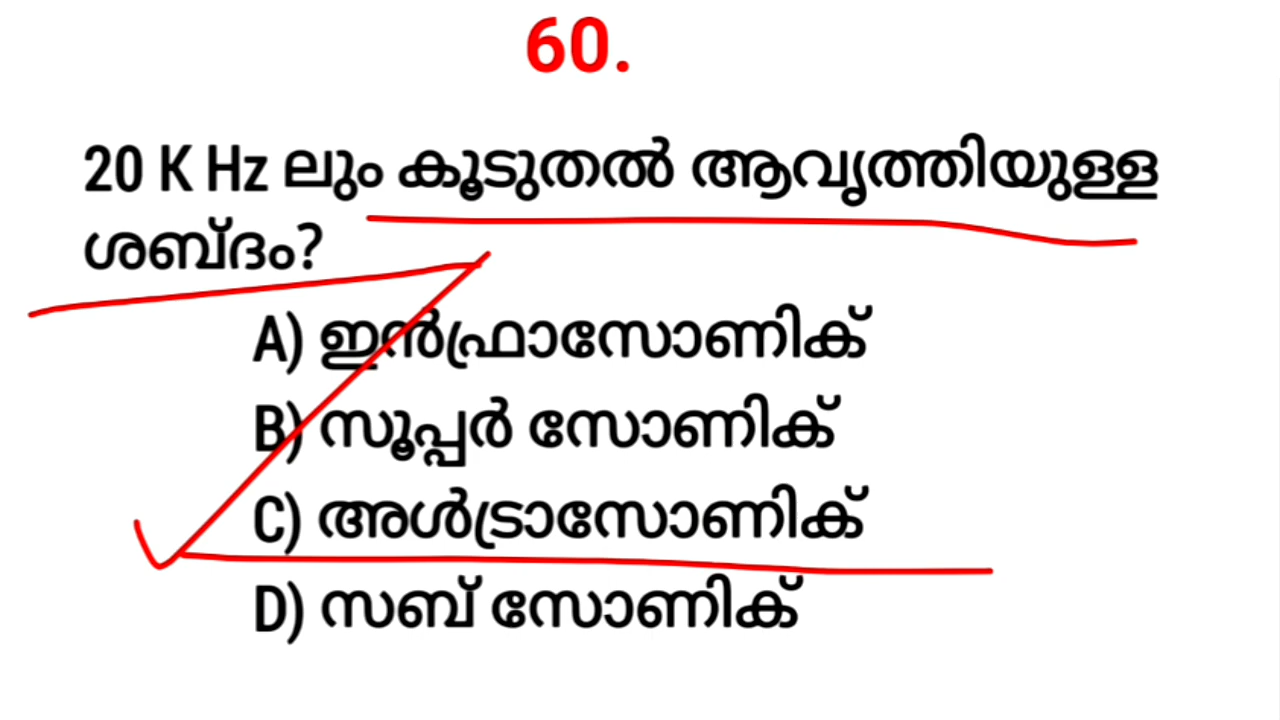 60.
20 K Hz ലും കൂടുതൽ ആവൃത്തിയുള്ള
ശബ്ദം?
A) ഇൻഫ്രാസോണിക്
B) സൂപ്പർ സോണിക്
C) അൾട്രാസോണിക്
D) സബ് സോണിക്